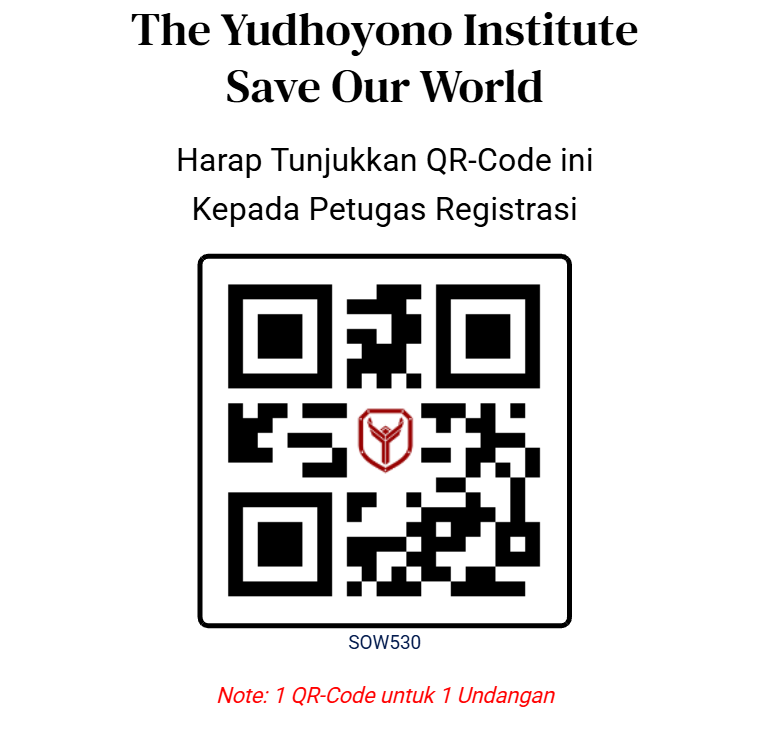 The Yudhoyono Institute
Save Our World
Harap Tunjukkan QR-Code ini
Kepada Petugas Registrasi
SOW530
Note: 1 QR-Code untuk 1 Undangan